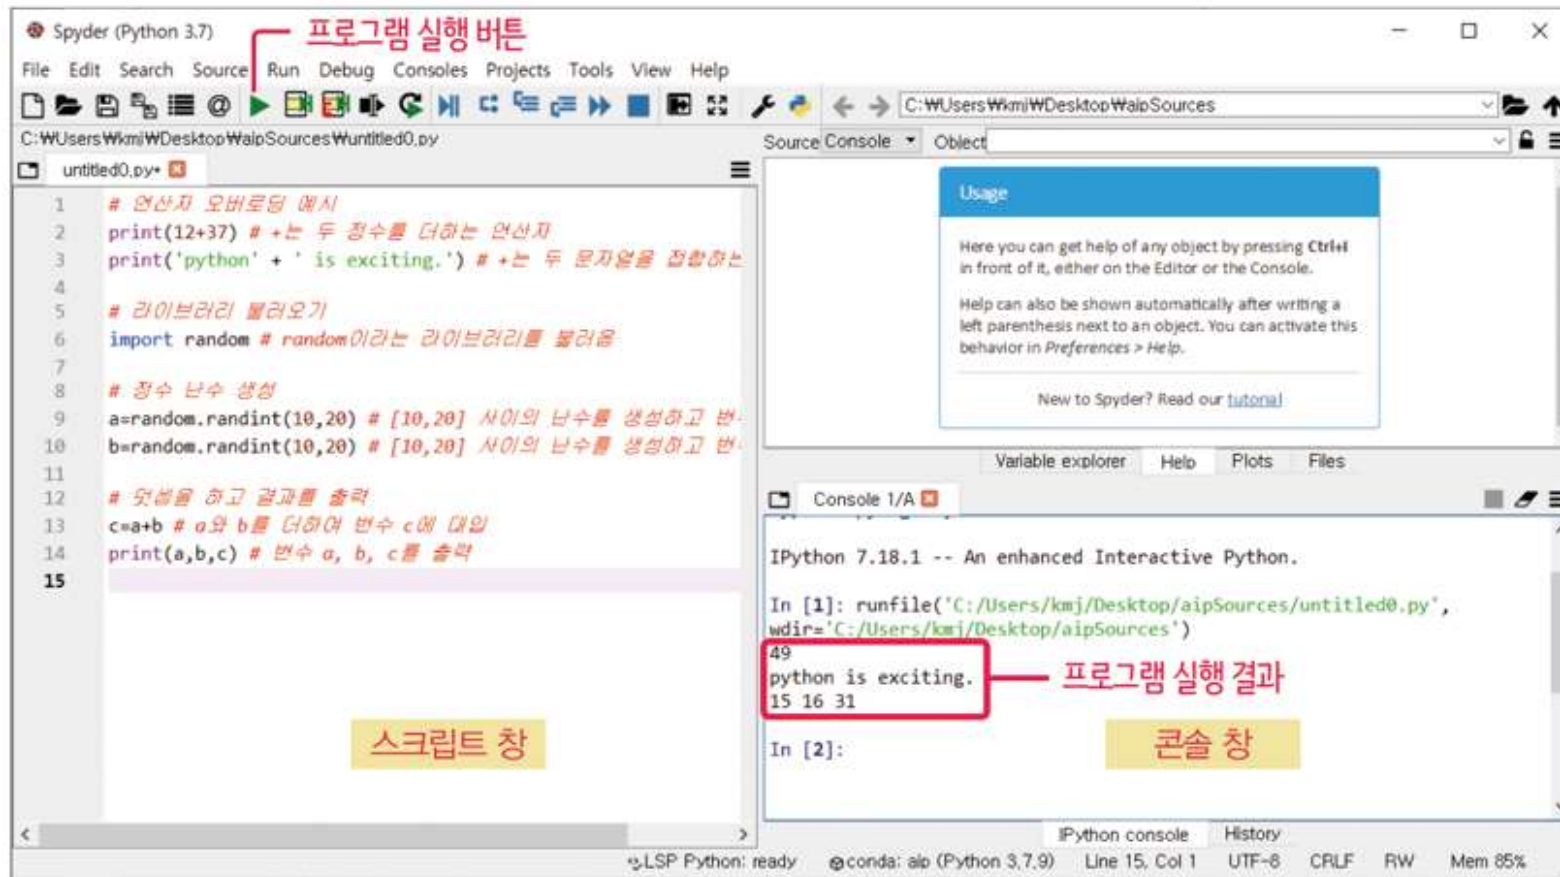 Spyder (Python 3.7)
프로그램 실행 버튼
File Edit Search Source Run Debug Consoles Projects Tools View Help
C:₩Users₩kmj₩Desktop₩aipSources
C:₩Users₩kmj₩Desktop₩aipSources₩untitled0.py
Source Console Object
untitled0.py*
1 # 연산자 오버로딩 예시
2 print(12+37) # +는 두 정수를 더하는 연산자
3 print('python' + ' is exciting.') # +는 두 문자열을 접합하는
4
5 # 라이브러리 불러오기
6 import random # random이라는 라이브러리를 불러옴
7
8 # 정수 난수 생성
9 a=random.randint(10,20) # [10,20] 사이의 난수를 생성하고
10 b=random.randint(10,20) # [10,20] 사이의 난수를 생성하고
11
12 # 덧셈을 하고 결과를 출력
13 c=a+b # a와 b를 더하여 변수 c에 대입
14 print(a,b,c) # 변수 a, b, c를 출력
15
스크립트 창
Usage
Here you can get help of any object by pressing Ctrl+I
in front of it, either on the Editor or the Console.
Help can also be shown automatically after writing a
left parenthesis next to an object. You can activate this
behavior in Preferences > Help.
New to Spyder? Read our tutorial
Variable explorer Help Plots Files
Console 1/A
IPython 7.18.1 -- An enhanced Interactive Python.
In [1]: runfile('C:/Users/kmj/Desktop/aipSources/untitled0.py',
wdir='C:/Users/kmj/Desktop/aipSources')
49
python is exciting.
15 16 31
프로그램 실행 결과
In [2]:
콘솔 창
IPython console History
LSP Python: ready conda: aip (Python 3.7.9) Line 15, Col 1 UTF-8 CRLF RW Mem 85%